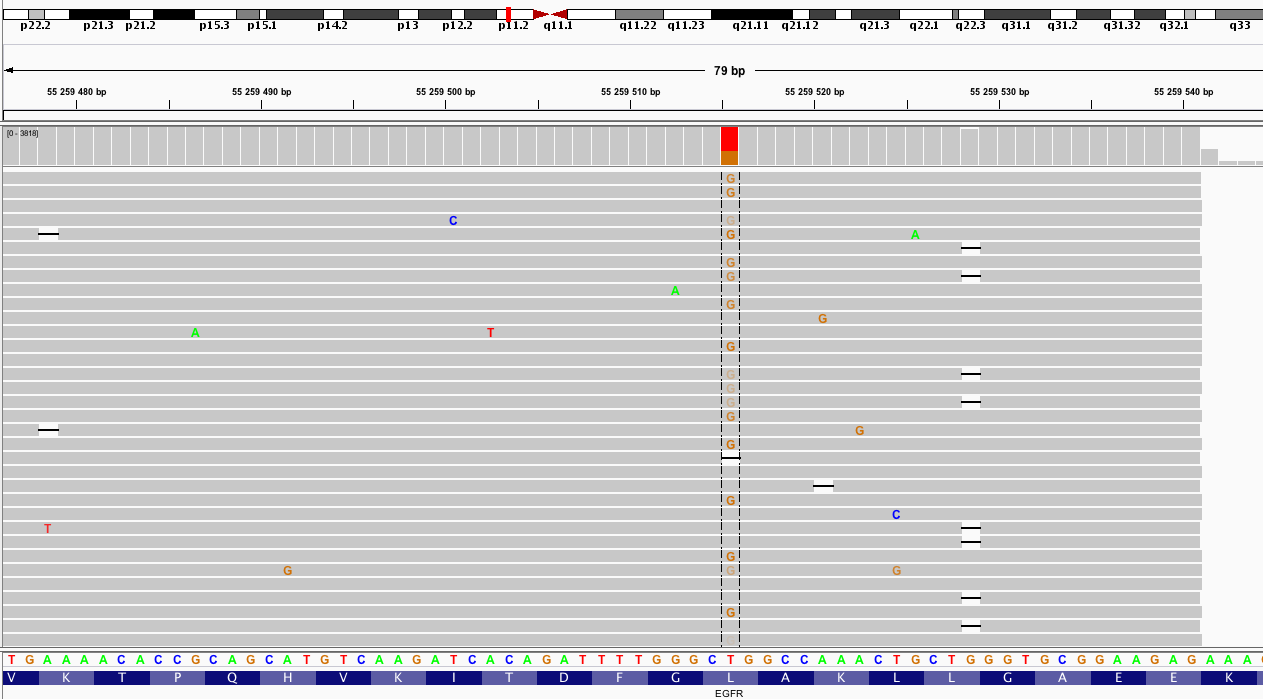 p22.2 p21.3 p21.2 p15.3 p15.1 p14.2 p13 p12.2 p11.2 q11.1 q11.22 q11.23 q21.11 q21.12 q21.3 q22.1 q22.3 q31.1 q31.2 q31.32 q32.1 q33
79 bp
55 259 480 bp 55 259 490 bp 55 259 500 bp 55 259 510 bp 55 259 520 bp 55 259 530 bp 55 259 540 bp
[0 - 3818]
G
G
C G
G A
G
G
A
G
G
A T
G
G
G
G
G
G
G
G
C
T
G
G G G
G
T G A A A A C A C C G C A G C A T G T C A A G A T C A C A G A T T T T G G G C T G G C C A A A C T G C T G G G T G C G G A A G A G A A A G
V K T P Q H V K I T D F G L A K L L G A E E K
EGFR